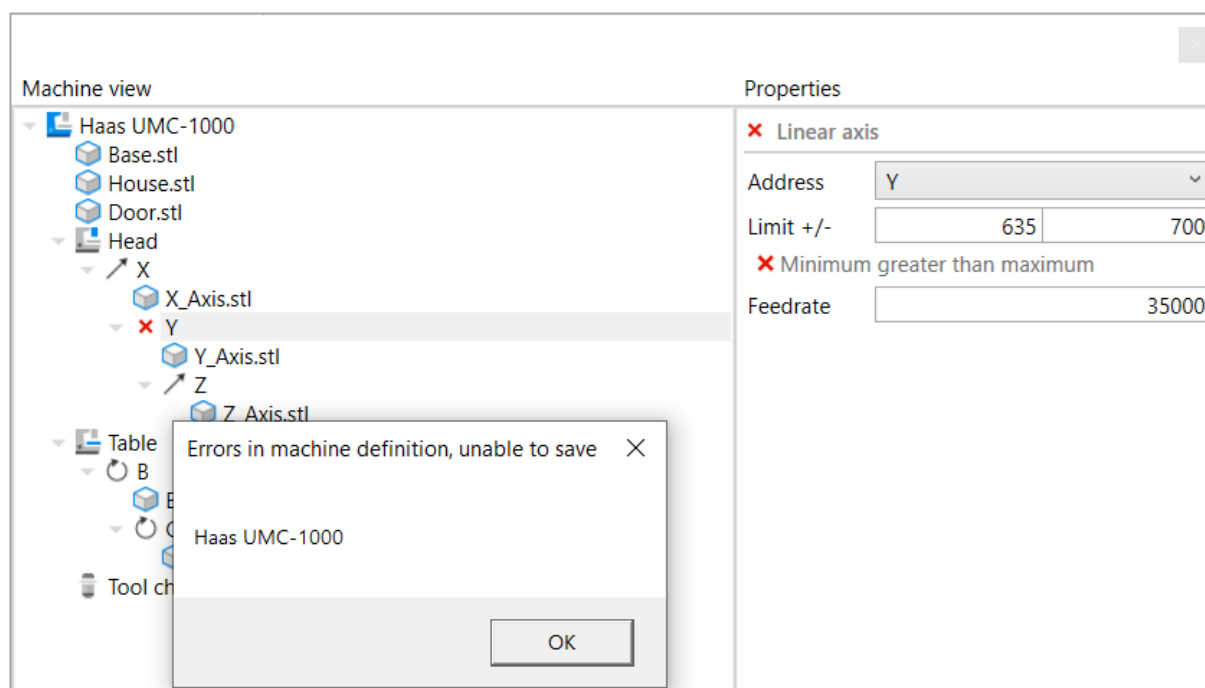 Machine view
Haas UMC-1000
Base.stl
House.stl
Door.stl
Head
X
X_Axis.stl
Y
Y_Axis.stl
Z
Z_Axis.stl
Table
B
Tool ch
Errors in machine definition, unable to save
Haas UMC-1000
OK
Properties
Linear axis
Address Y
Limit +/- 635 700
Minimum greater than maximum
Feedrate 35000